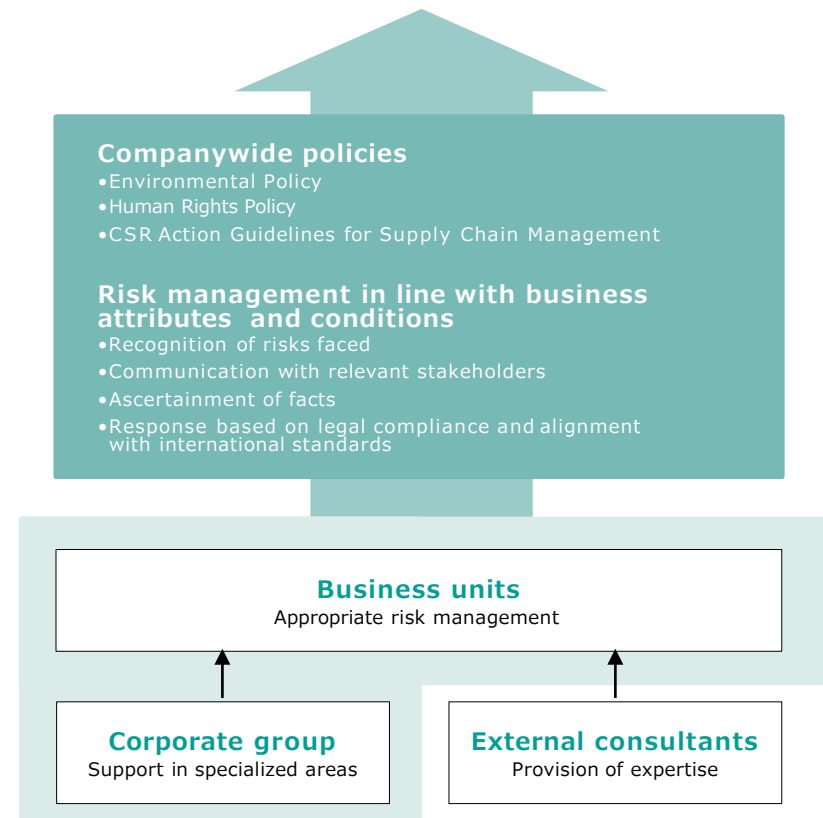 Companywide policies
•Environmental Policy
•Human Rights Policy
•CSR Action Guidelines for Supply Chain Management
Risk management in line with business
attributes and conditions
•Recognition of risks faced
•Communication with relevant stakeholders
•Ascertainment of facts
•Response based on legal compliance and alignment
with international standards
Business units
Appropriate risk management
Corporate group
Support in specialized areas
External consultants
Provision of expertise